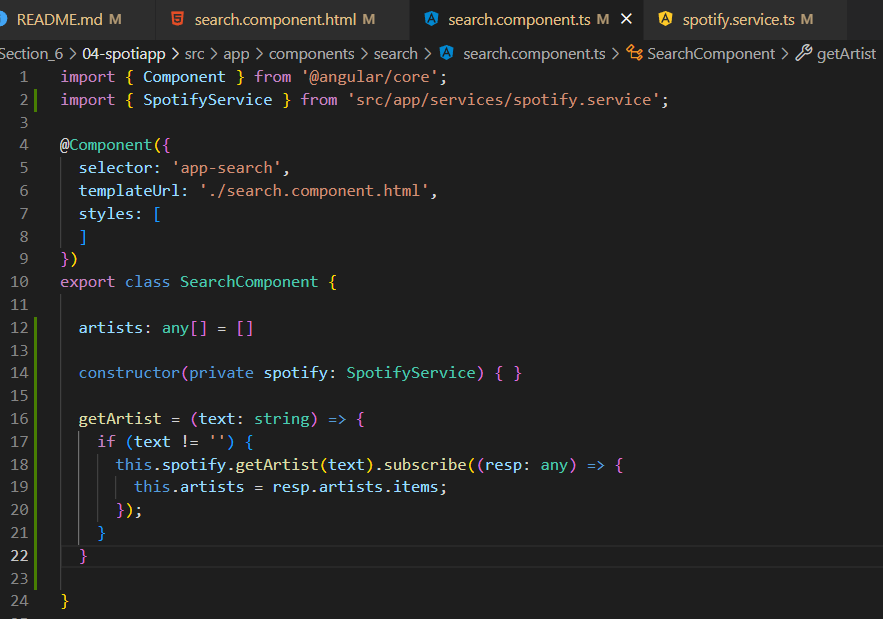 README.md M search.component.html M search.component.ts M spotify.service.ts M
Section_6 > 04-spotiapp > src > app > components > search > search.component.ts > SearchComponent > getArtist
1 import { Component } from '@angular/core';
2 import { SpotifyService } from 'src/app/services/spotify.service';
3
4 @Component({
5 selector: 'app-search',
6 templateUrl: './search.component.html',
7 styles: [
8 ]
9 })
10 export class SearchComponent {
11
12 artists: any[] = []
13
14 constructor(private spotify: SpotifyService) { }
15
16 getArtist = (text: string) => {
17 if (text != '') {
18 this.spotify.getArtist(text).subscribe((resp: any) => {
19 this.artists = resp.artists.items;
20 });
21 }
22 }
23
24 }